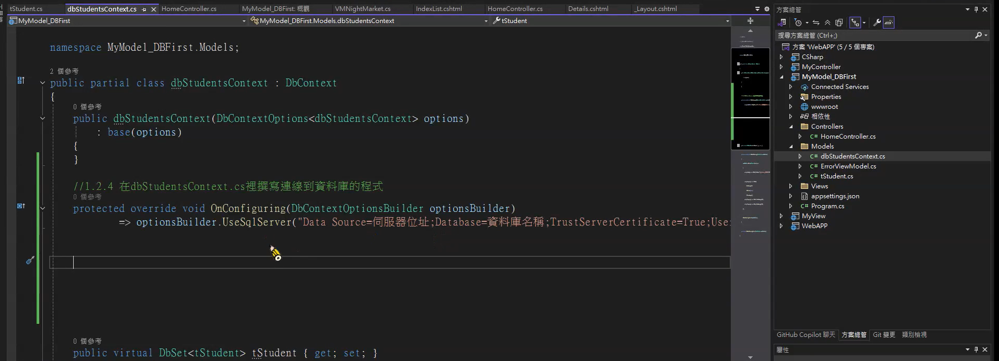 tStudent.cs
dbStudentsContext.cs
HomeController.cs
MyModel_DBFirst: 概觀
VMNightMarket.cs
IndexList.cshtml
HomeController.cs
Details.cshtml
_Layout.cshtml
MyModel_DBFirst
MyModel_DBFirst.Models.dbStudentsContext
tStudent
namespace MyModel_DBFirst.Models;
2 個參考
public partial class dbStudentsContext : DbContext
{
0 個參考
public dbStudentsContext(DbContextOptions<dbStudentsContext> options)
: base(options)
{
}
//1.2.4 在dbStudentsContext.cs裡撰寫連線到資料庫的程式
0 個參考
protected override void OnConfiguring(DbContextOptionsBuilder optionsBuilder)
=> optionsBuilder.UseSqlServer("Data Source=伺服器位址;Database=資料庫名稱;TrustServerCertificate=True;User
0 個參考
public virtual DbSet<tStudent> tStudent { get; set; }
方案總管
搜尋方案總管 (Ctrl+;)
方案 'WebAPP' (5 / 5 個專案)
CSharp
MyController
MyModel_DBFirst
Connected Services
Properties
wwwroot
相依性
Controllers
C# HomeController.cs
Models
C# dbStudentsContext.cs
C# ErrorViewModel.cs
C# tStudent.cs
Views
appsettings.json
C# Program.cs
MyView
WebAPP
GitHub Copilot 聊天
方案總管
Git 變更
類別檢視
屬性